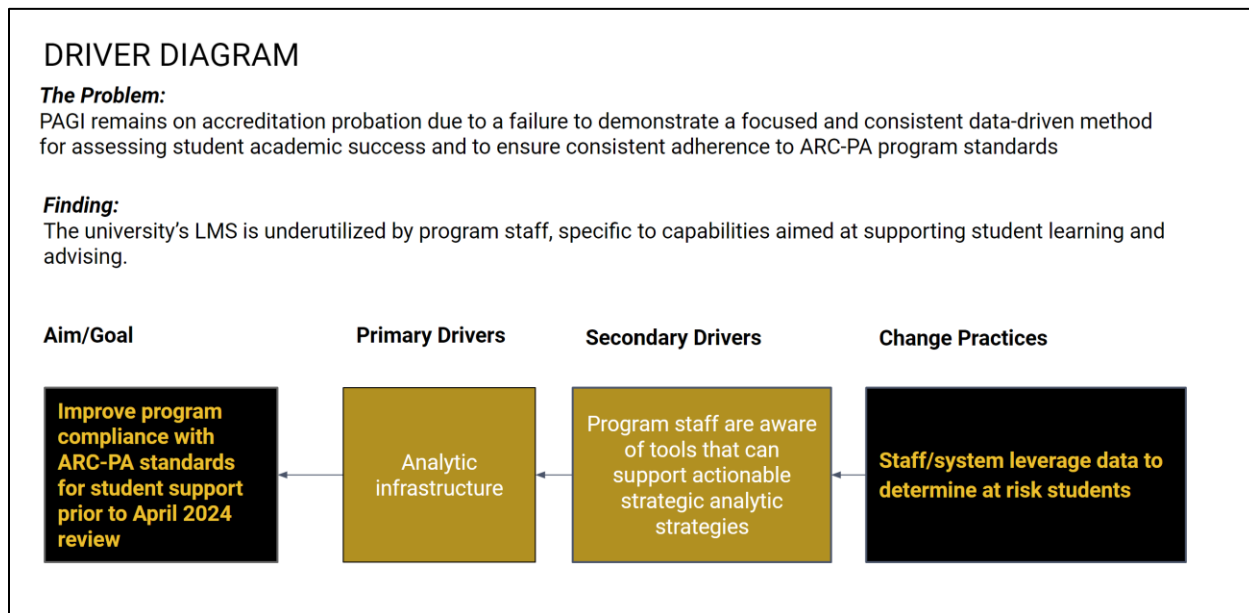 DRIVER DIAGRAM
The Problem:
PAGI remains on accreditation probation due to a failure to demonstrate a focused and consistent data-driven method
for assessing student academic success and to ensure consistent adherence to ARC-PA program standards
Finding:
The university's LMS is underutilized by program staff, specific to capabilities aimed at supporting student learning and
advising.
Aim/Goal
Primary Drivers
Secondary Drivers
Change Practices
Improve program
compliance with
ARC-PA standards
for student support
prior to April 2024
review
Analytic
infrastructure
Program staff are aware
of tools that can
support actionable
strategic analytic
strategies
Staff/system leverage data to
determine at risk students